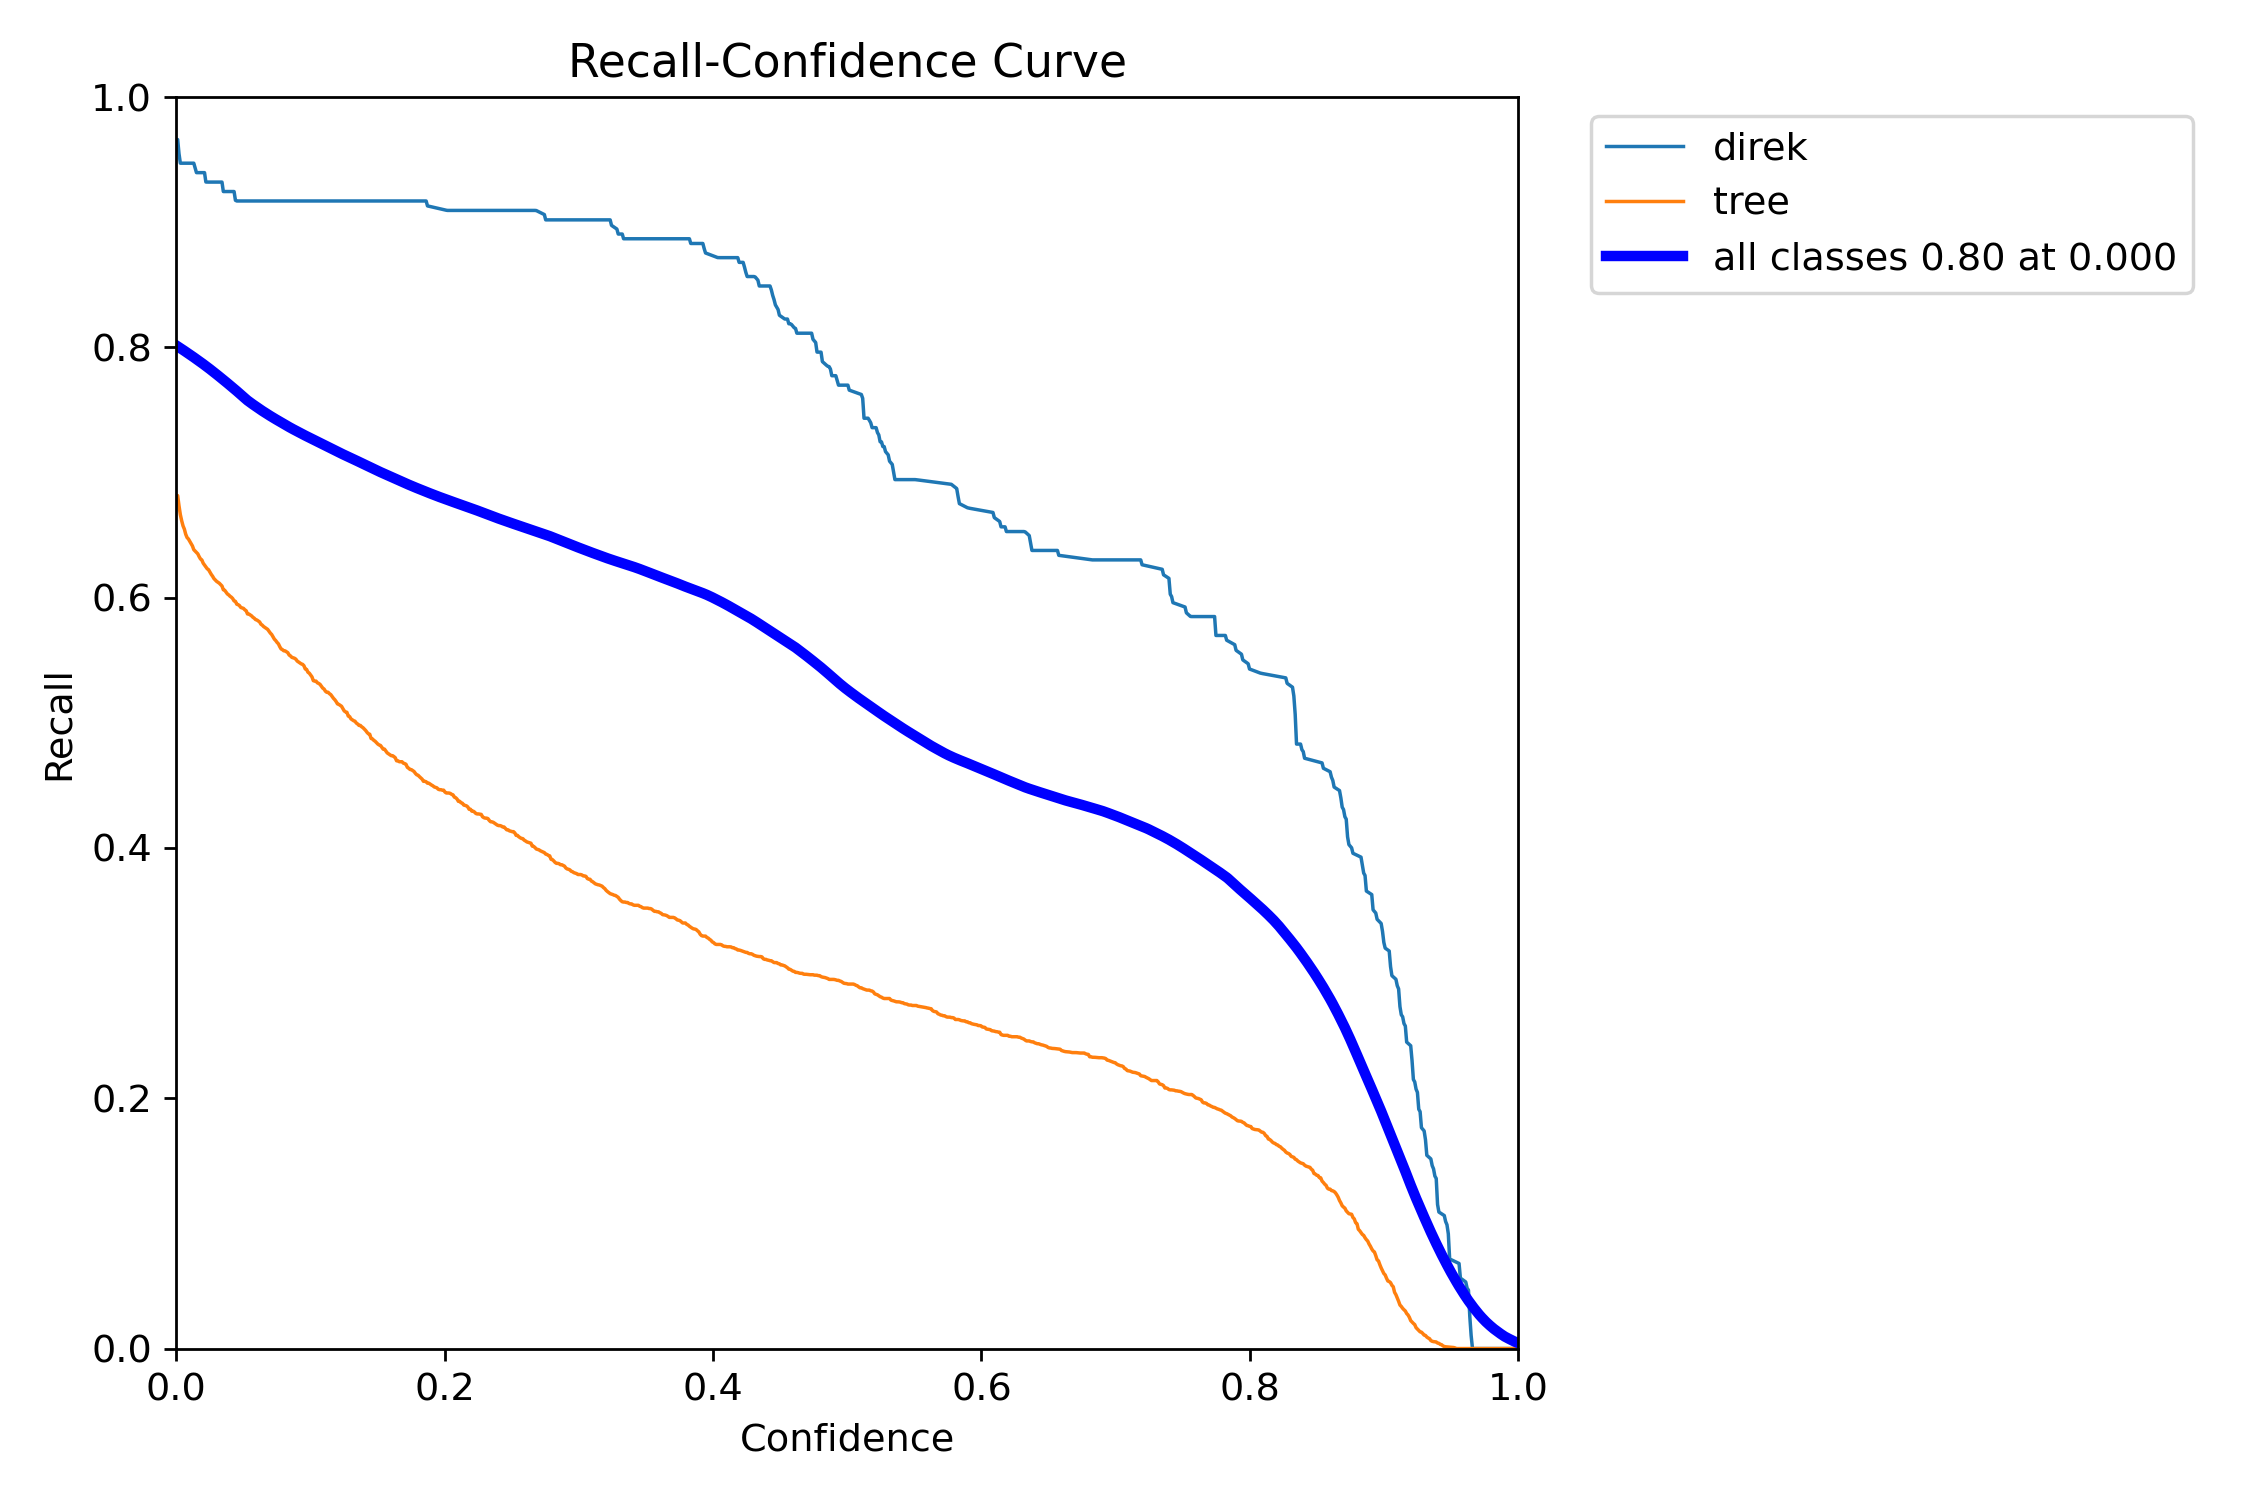 Recall-Confidence Curve
1.0
0.8
0.6
0.4
0.2
0.0
Recall
0.0 0.2 0.4 0.6 0.8 1.0
Confidence
direk
tree
all classes 0.80 at 0.000